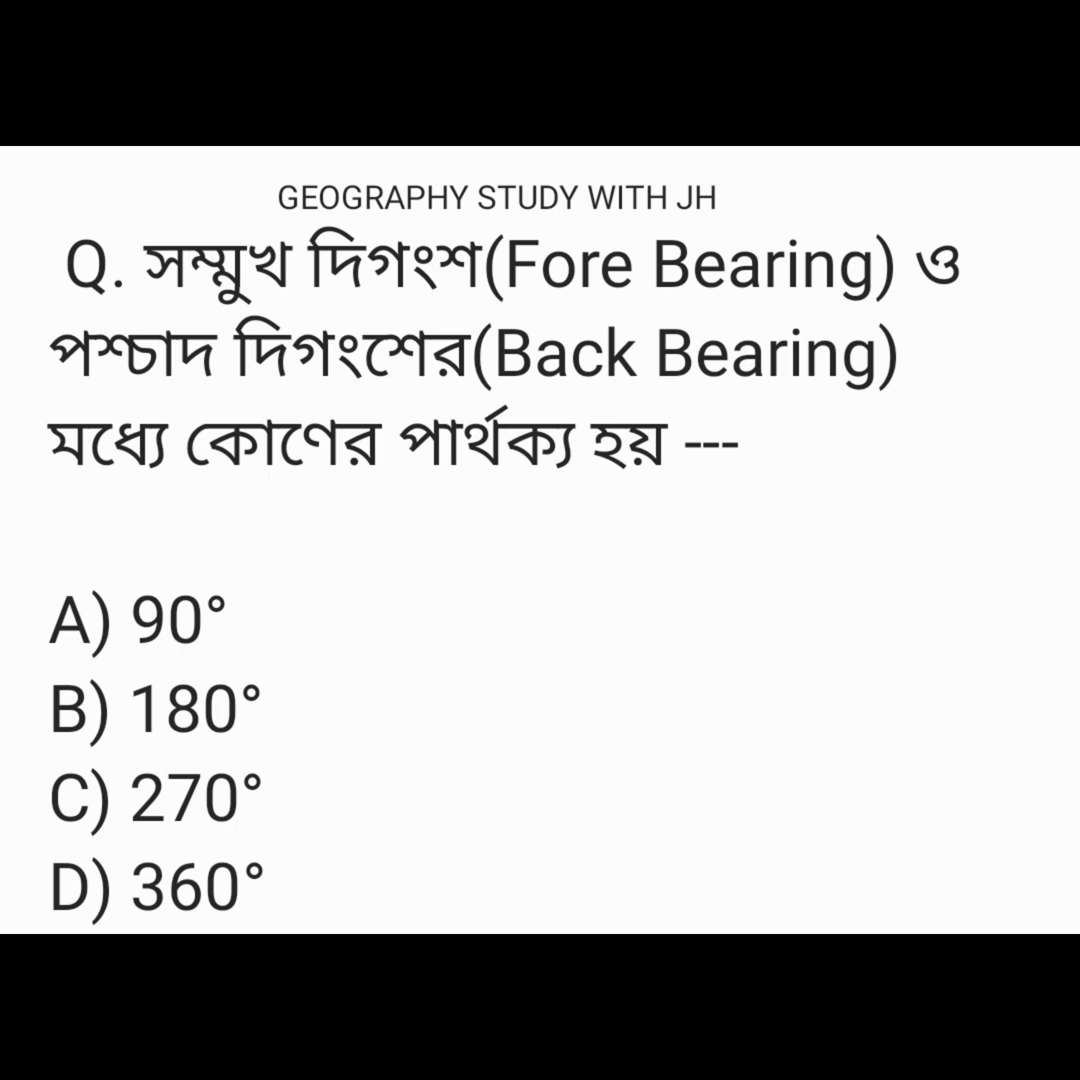 GEOGRAPHY STUDY WITH JH
Q. সম্মুখ দিগংশ(Fore Bearing) ও
পশ্চাদ দিগংশের(Back Bearing)
মধ্যে কোণের পার্থক্য হয় ---
A) 90°
B) 180°
C) 270°
D) 360°